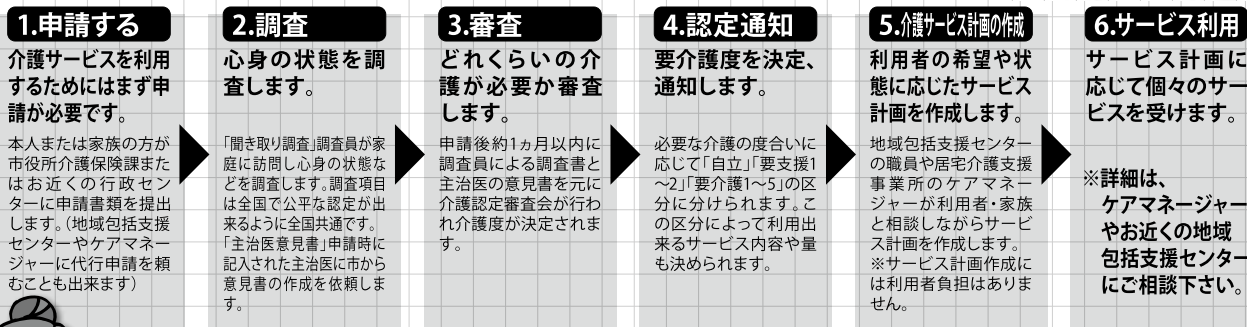 1.申請する
介護サービスを利用
するためにはまず申
請が必要です。
本人または家族の方が
市役所介護保険課また
はお近くの行政セン
ターに申請書類を提出
します。(地域包括支援
センターやケアマネー
ジャーに代行申請を頼
むことも出来ます)
2.調査
心身の状態を調
査します。
「聞き取り調査」調査員が家
庭に訪問し心身の状態な
どを調査します。調査項目
は全国で公平な認定が出
来るように全国共通です。
「主治医意見書」申請時に
記入された主治医に市から
意見書の作成を依頼しま
す。
3.審査
どれくらいの介
護が必要か審査
します。
申請後約1ヵ月以内に
調査員による調査書と
主治医の意見書を元に
介護認定審査会が行わ
れ介護度が決定されま
す。
4.認定通知
要介護度を決定、
通知します。
必要な介護の度合いに
応じて「自立」「要支援1
~2」「要介護1~5」の区
分に分けられます。こ
の区分によって利用出
来るサービス内容や量
も決められます。
5.介護サービス計画の作成
利用者の希望や状
態に応じたサービス
計画を作成します。
地域包括支援センター
の職員や居宅介護支援
事業所のケアマネー
ジャーが利用者・家族
と相談しながらサービ
ス計画を作成します。
※サービス計画作成に
は利用者負担はありま
せん。
6.サービス利用
サービス計画に
応じて個々のサー
ビスを受けます。
※詳細は、
ケアマネージャー
やお近くの地域
包括支援センター
にご相談下さい。